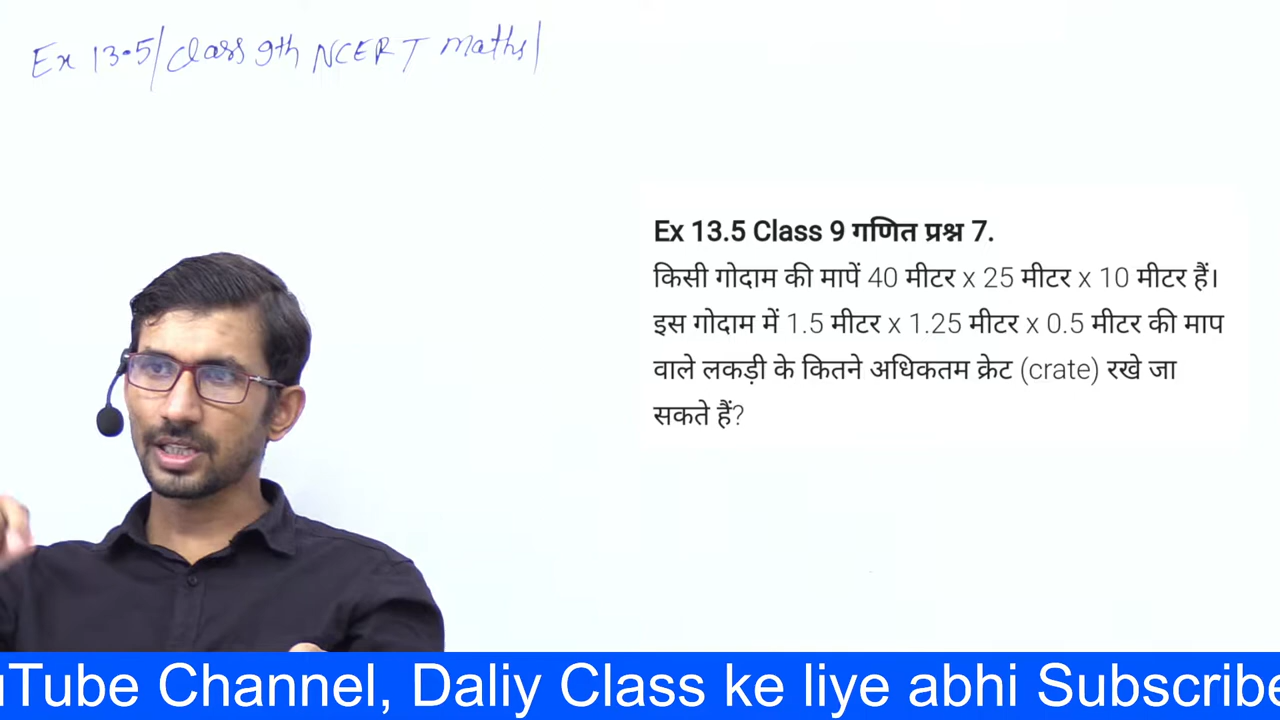 Ex 13.5/Class 9th NCERT Maths/
Ex 13.5 Class 9 गणित प्रश्न 7.
किसी गोदाम की मापें 40 मीटर x 25 मीटर x 10 मीटर हैं।
इस गोदाम में 1.5 मीटर x 1.25 मीटर x 0.5 मीटर की माप
वाले लकड़ी के कितने अधिकतम क्रेट (crate) रखे जा
सकते हैं?
uTube Channel, Daliy Class ke liye abhi Subscribe